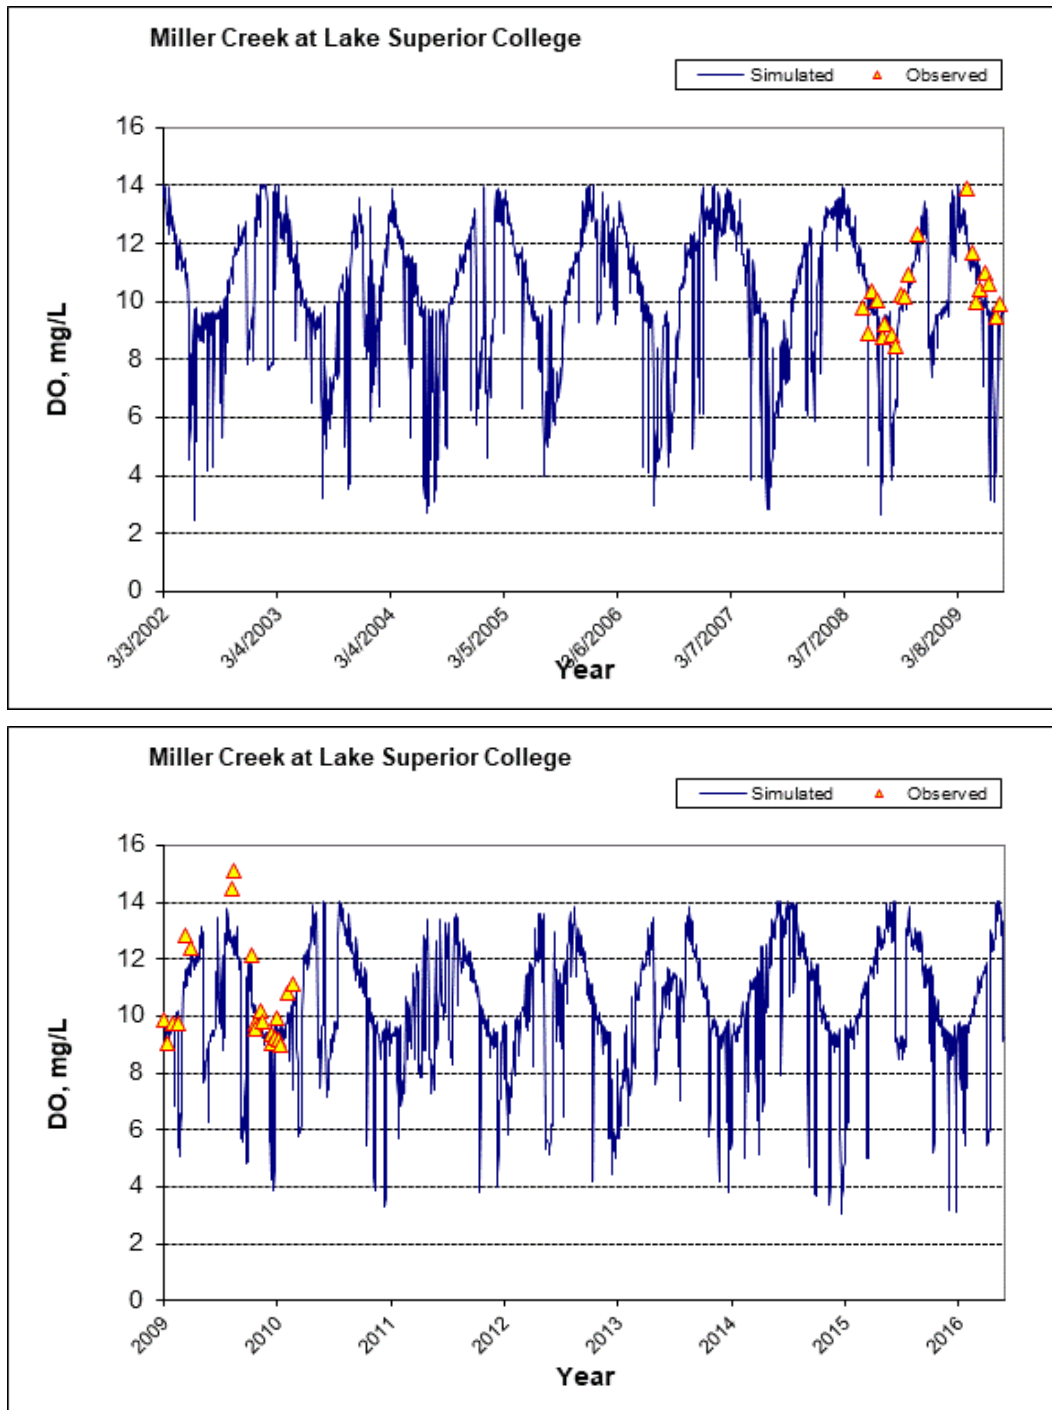 Miller Creek at Lake Superior College
Simulated Observed
16
14
12
10
8
6
4
2
0
DO, mg/L
3/3/2002 3/4/2003 3/4/2004 3/5/2005 3/6/2006 3/7/2007 3/7/2008 3/8/2009
Year
Miller Creek at Lake Superior College
Simulated Observed
16
14
12
10
8
6
4
2
0
DO, mg/L
2009 2010 2011 2012 2013 2014 2015 2016
Year